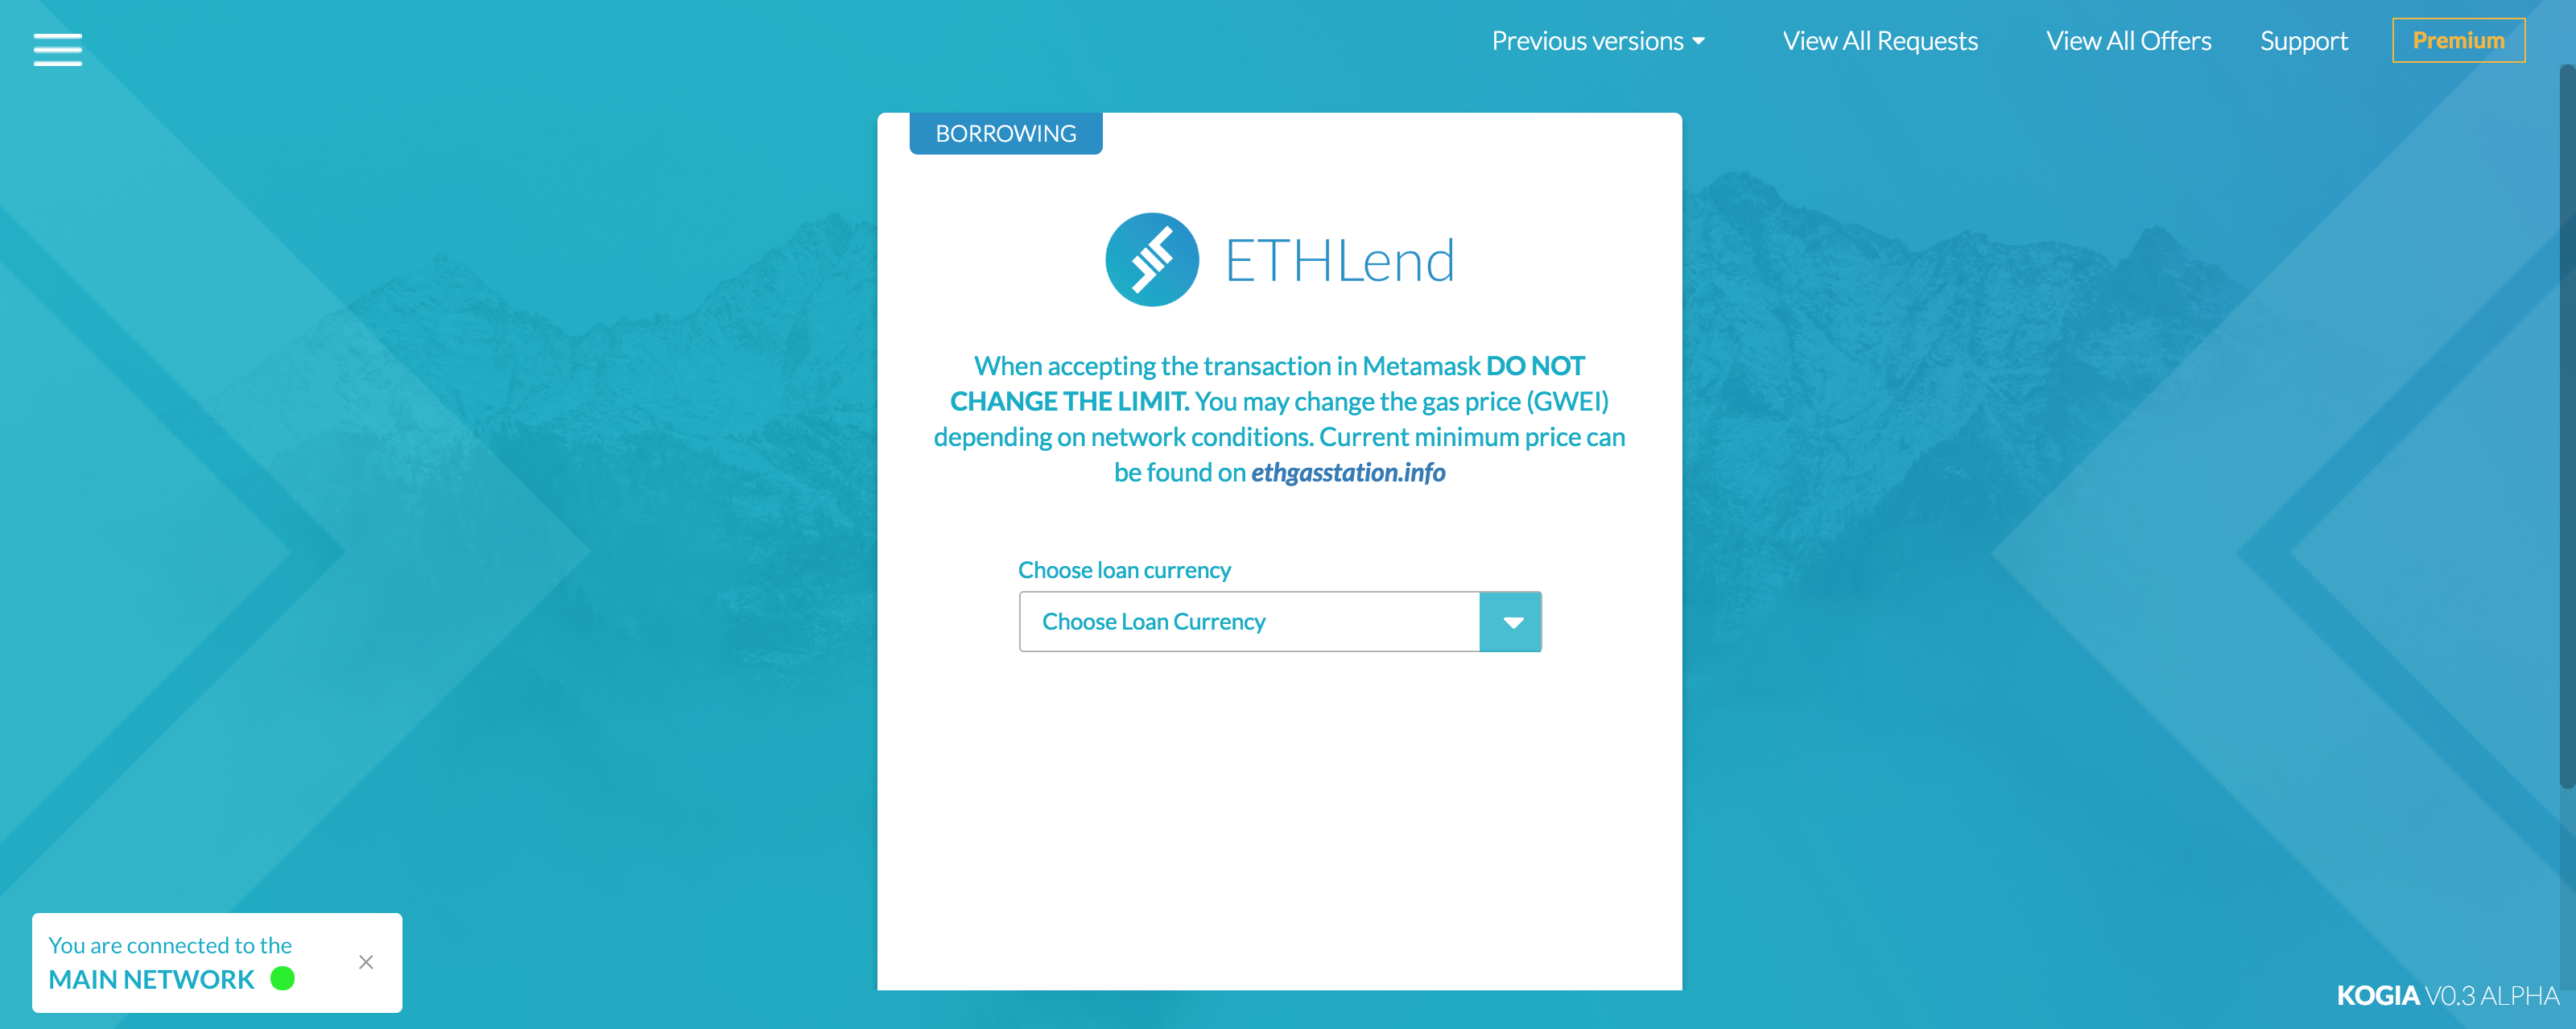 Previous versions
View All Requests
View All Offers
Support
Premium
BORROWING
ETHLend
When accepting the transaction in Metamask DO NOT
CHANGE THE LIMIT. You may change the gas price (GWEI)
depending on network conditions. Current minimum price can
be found on ethgasstation.info
Choose loan currency
Choose Loan Currency
You are connected to the
MAIN NETWORK
KOGIA V0.3 ALPHA